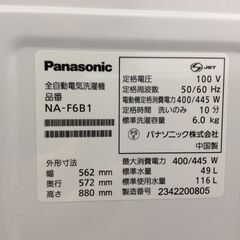 Panasonic
全自動電気洗濯機
品番
NA-F6B1
外形寸法
幅 562 mm
奥行 572 mm
高さ 880 mm
JET
定格電圧 100 V
定格周波数 50/60 Hz
電動機定格消費電力 400/445 W
定格時間 洗いのみ 10 分
標準洗濯容量 6.0 kg
PS E
パナソニック株式会社
中国製
最大消費電力 400/445 W
標準水量 49 L
標準使用水量 116 L
製造番号 2342200805